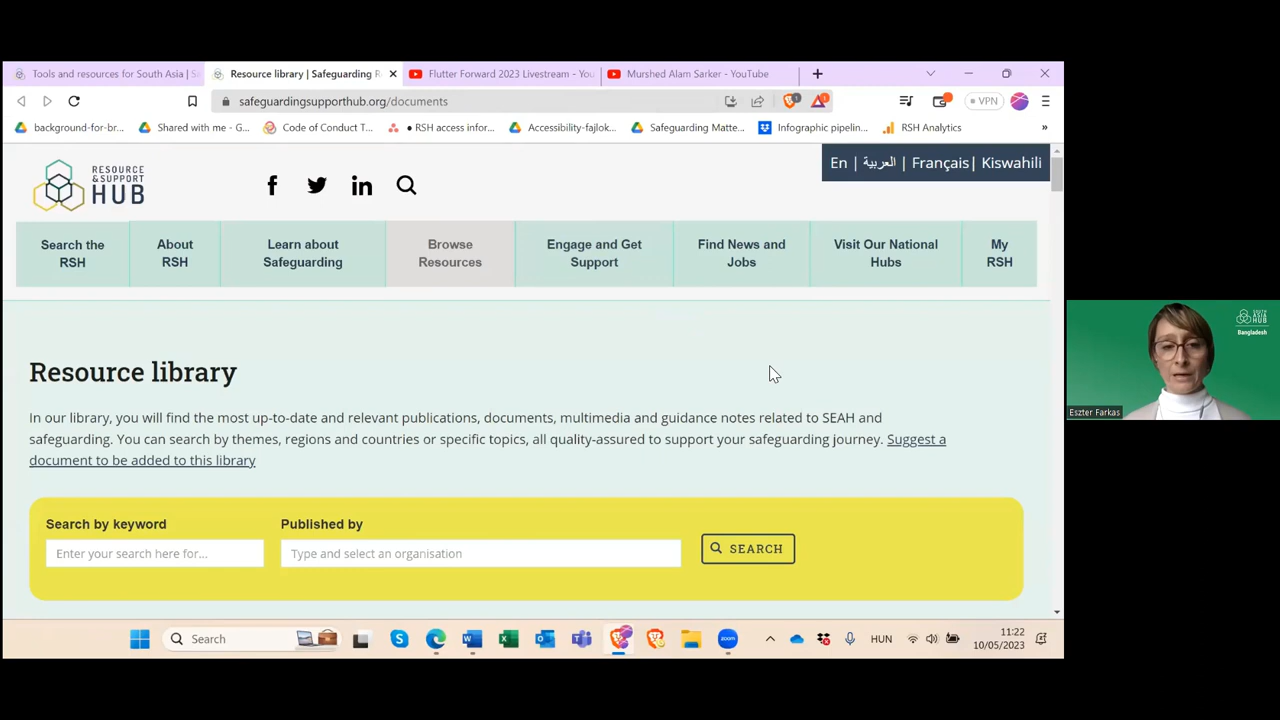 Tools and resources for South Asia | S
Resource library | Safeguarding R
Flutter Forward 2023 Livestream - You
Murshed Alam Sarker - YouTube
safeguardingsupporthub.org/documents
1
VPN
background-for-br...
Shared with me - G...
Code of Conduct T...
• RSH access infor...
Accessibility-fajlok...
Safeguarding Matte...
Infographic pipelin...
RSH Analytics
»
RESOURCE
& SUPPORT
HUB
En | العربية | Français| Kiswahili
Search the
RSH
About
RSH
Learn about
Safeguarding
Browse
Resources
Engage and Get
Support
Find News and
Jobs
Visit Our National
Hubs
My
RSH
Resource library
In our library, you will find the most up-to-date and relevant publications, documents, multimedia and guidance notes related to SEAH and
safeguarding. You can search by themes, regions and countries or specific topics, all quality-assured to support your safeguarding journey. Suggest a
document to be added to this library
Search by keyword
Published by
Enter your search here for...
Type and select an organisation
SEARCH
HUB
Bangladesh
Eszter Farkas
Search
zoom
HUN
11:22
10/05/2023